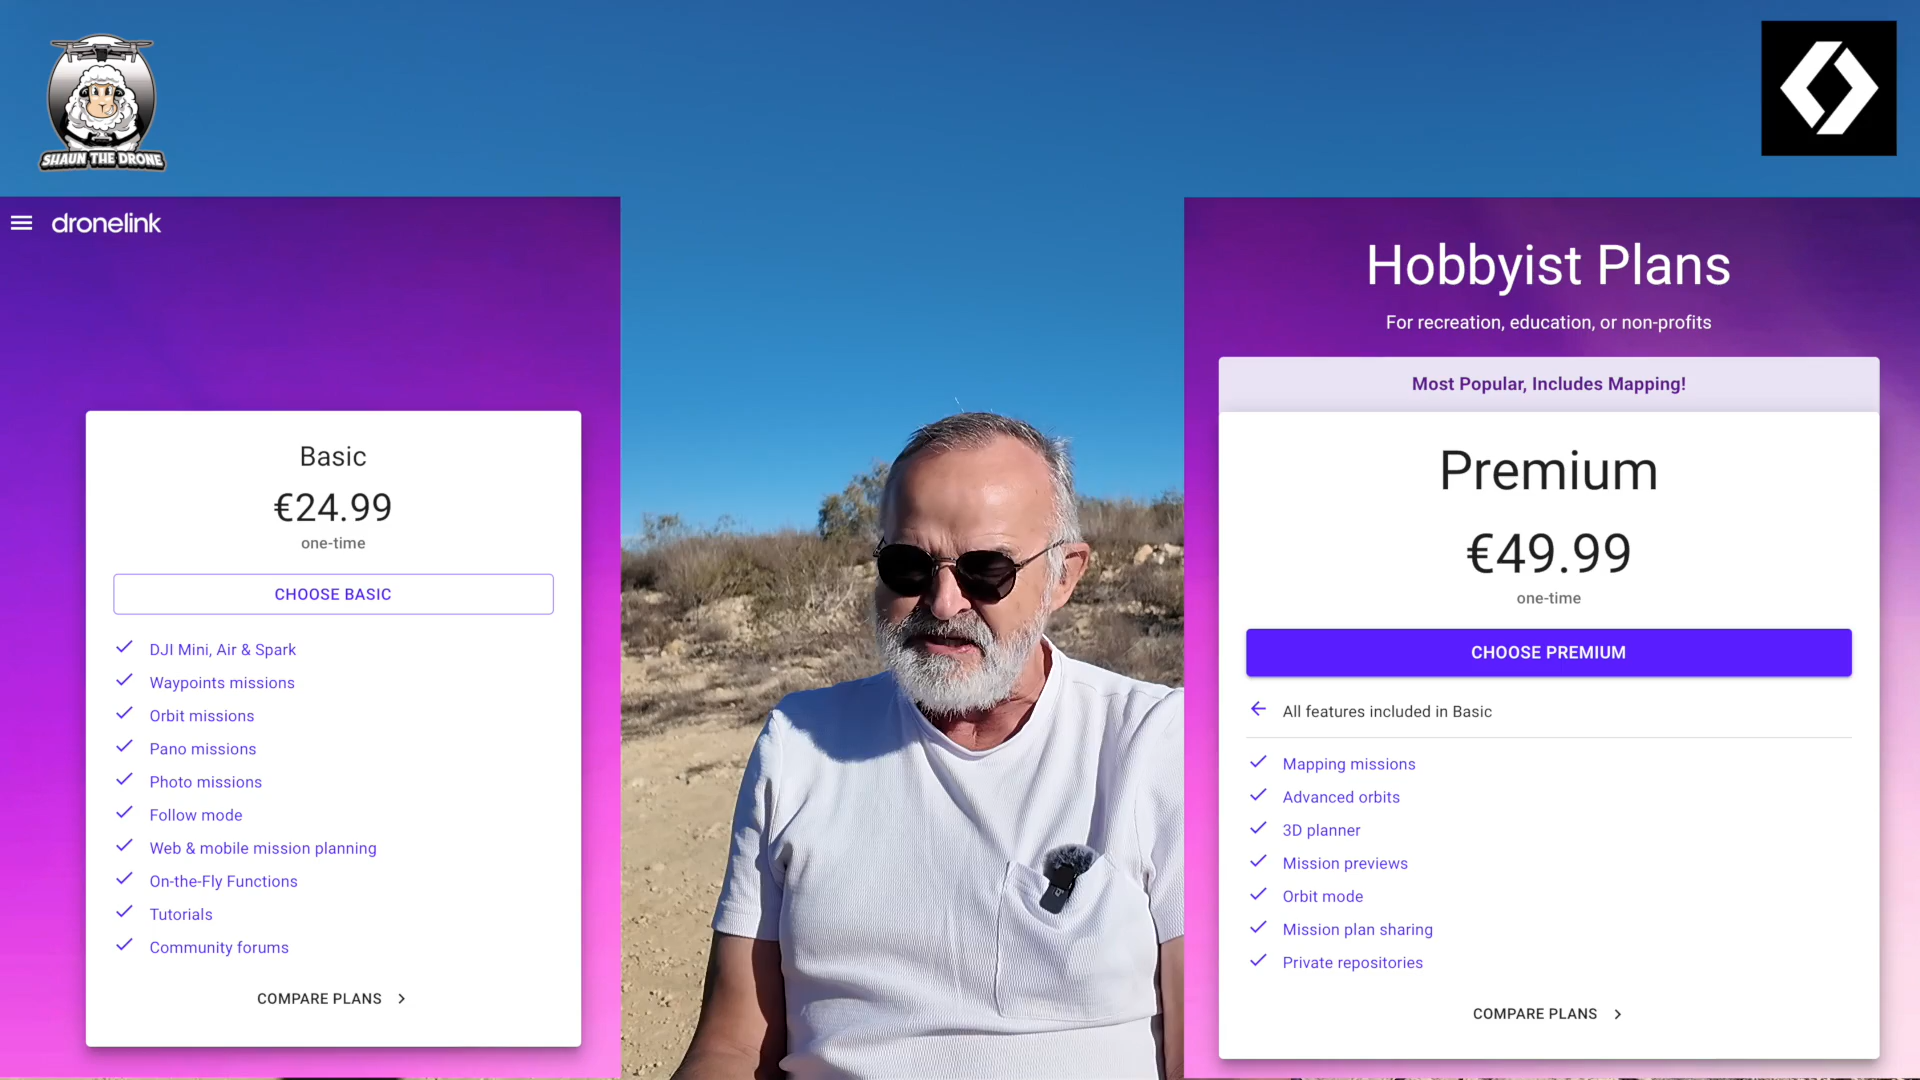 SHAUN THE DRONE
dronelink
Basic
€24.99
one-time
CHOOSE BASIC
DJI Mini, Air & Spark
Waypoints missions
Orbit missions
Pano missions
Photo missions
Follow mode
Web & mobile mission planning
On-the-Fly Functions
Tutorials
Community forums
COMPARE PLANS
Hobbyist Plans
For recreation, education, or non-profits
Most Popular, Includes Mapping!
Premium
€49.99
one-time
CHOOSE PREMIUM
All features included in Basic
Mapping missions
Advanced orbits
3D planner
Mission previews
Orbit mode
Mission plan sharing
Private repositories
COMPARE PLANS